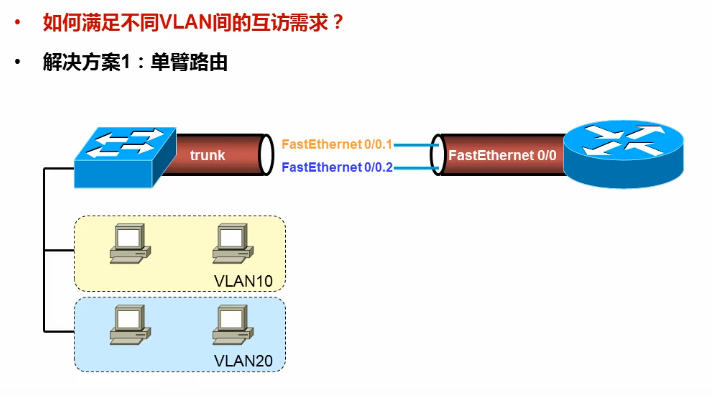 如何满足不同VLAN间的互访需求？
解决方案1：单臂路由
trunk
FastEthernet 0/0.1
FastEthernet 0/0.2
FastEthernet 0/0
VLAN10
VLAN20